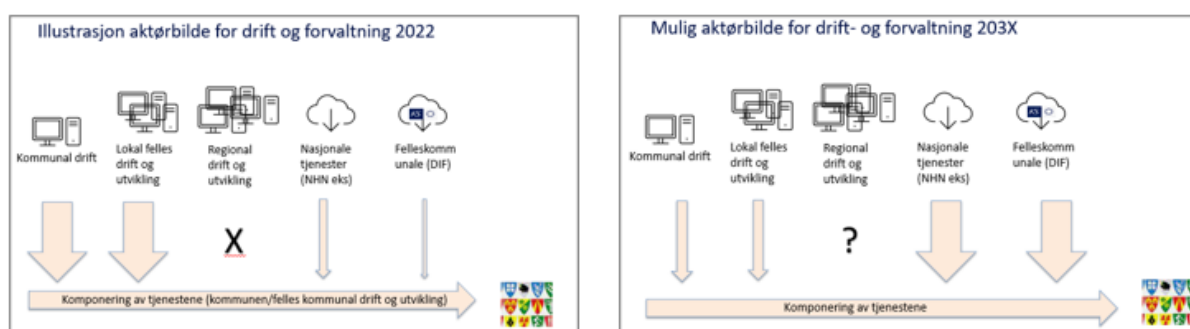 Illustrasjon aktørbilde for drift og forvaltning 2022
Kommunal drift
Lokal felles
drift og
utvikling
Regional
drift og
utvikling
Nasjonale
tjenester
(NHN eks)
KS
Felleskomm
unale (DIF)
X
Komponering av tjenestene (kommunen/felles kommunal drift og utvikling)
Mulig aktørbilde for drift- og forvaltning 203X
Kommunal drift
Lokal felles
drift og
utvikling
Regional
drift og
utvikling
Nasjonale
tjenester
(NHN eks)
KS
Felleskomm
unale (DIF)
?
Komponering av tjenestene